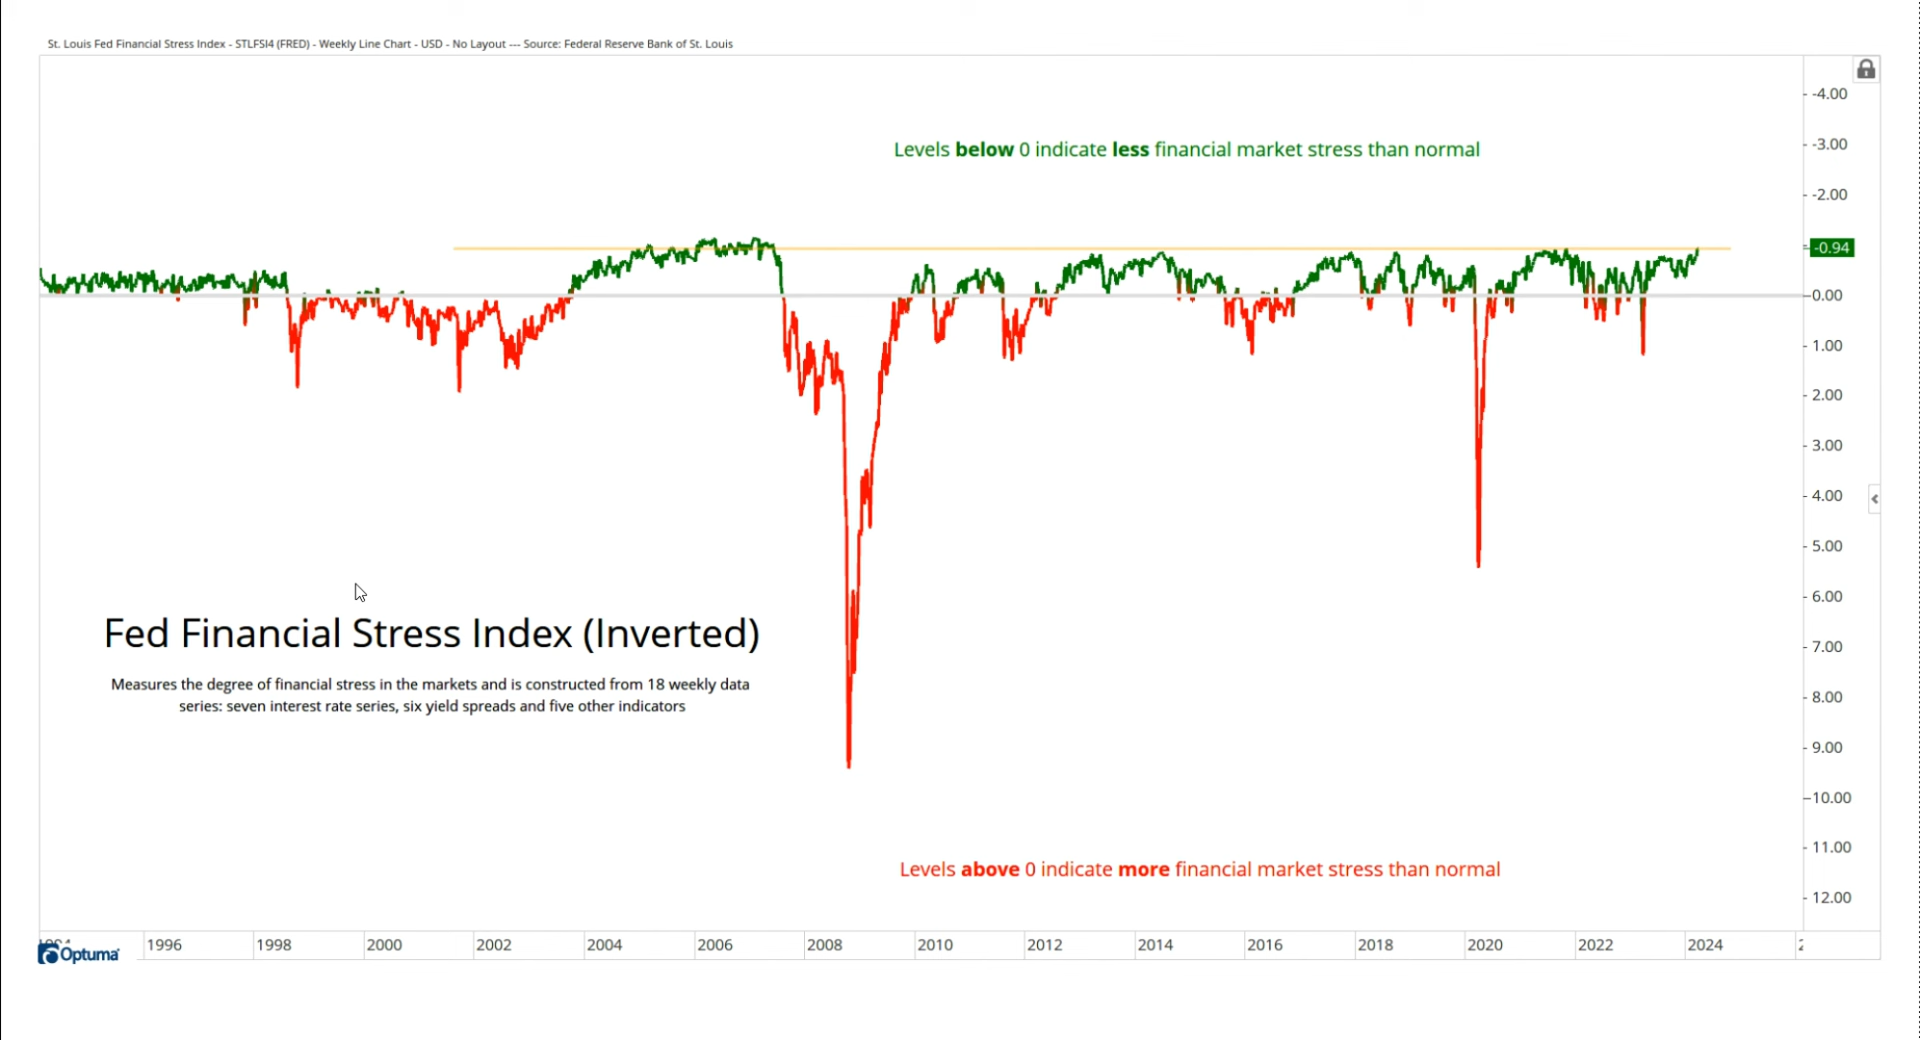 St. Louis Fed Financial Stress Index - STLFSI4 (FRED) - Weekly Line Chart - USD - No Layout --- Source: Federal Reserve Bank of St. Louis
-4.00
Levels below 0 indicate less financial market stress than normal
-3.00
-2.00
-0.94
0.00
1.00
2.00
3.00
4.00
5.00
6.00
Fed Financial Stress Index (Inverted)
7.00
Measures the degree of financial stress in the markets and is constructed from 18 weekly data
series: seven interest rate series, six yield spreads and five other indicators
8.00
9.00
10.00
11.00
Levels above 0 indicate more financial market stress than normal
12.00
1996 1998 2000 2002 2004 2006 2008 2010 2012 2014 2016 2018 2020 2022 2024
Optuma